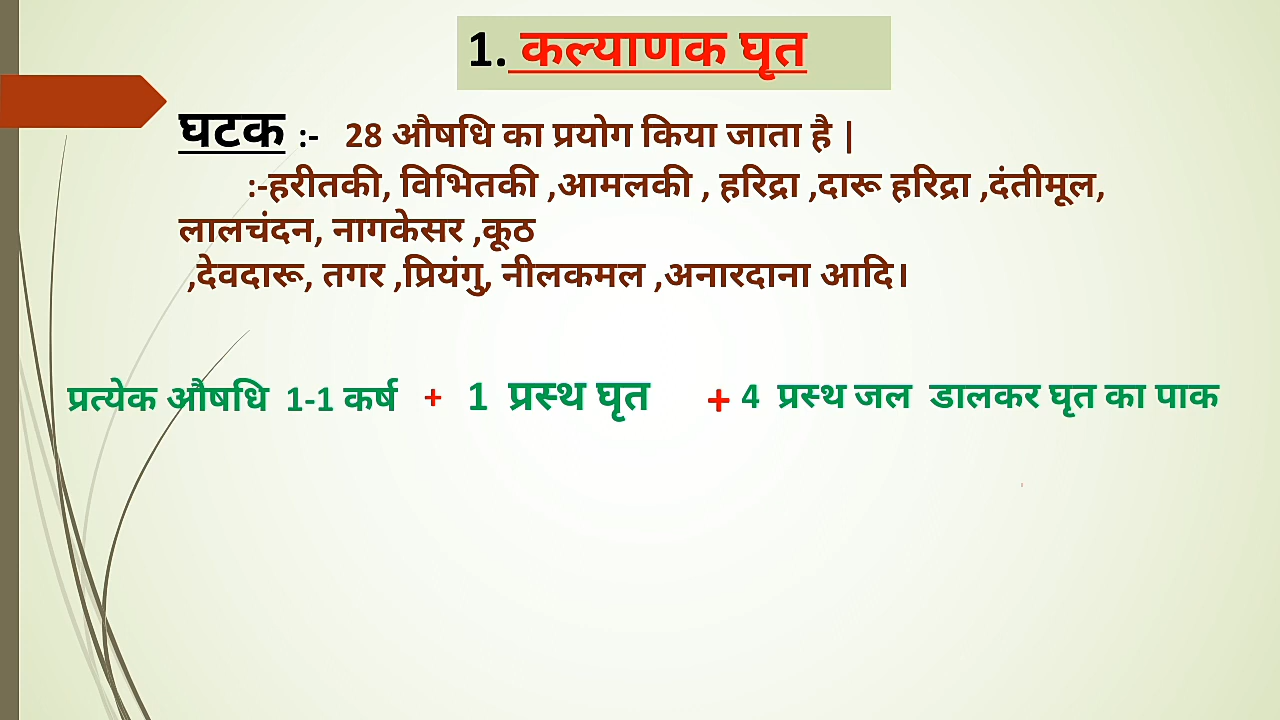 1. कल्याणक घृत
घटक :- 28 औषधि का प्रयोग किया जाता है |
:-हरीतकी, विभितकी ,आमलकी , हरिद्रा ,दारू हरिद्रा ,दंतीमूल,
लालचंदन, नागकेसर ,कूठ
,देवदारू, तगर ,प्रियंगु, नीलकमल ,अनारदाना आदि।
प्रत्येक औषधि 1-1 कर्ष + 1 प्रस्थ घृत + 4 प्रस्थ जल डालकर घृत का पाक